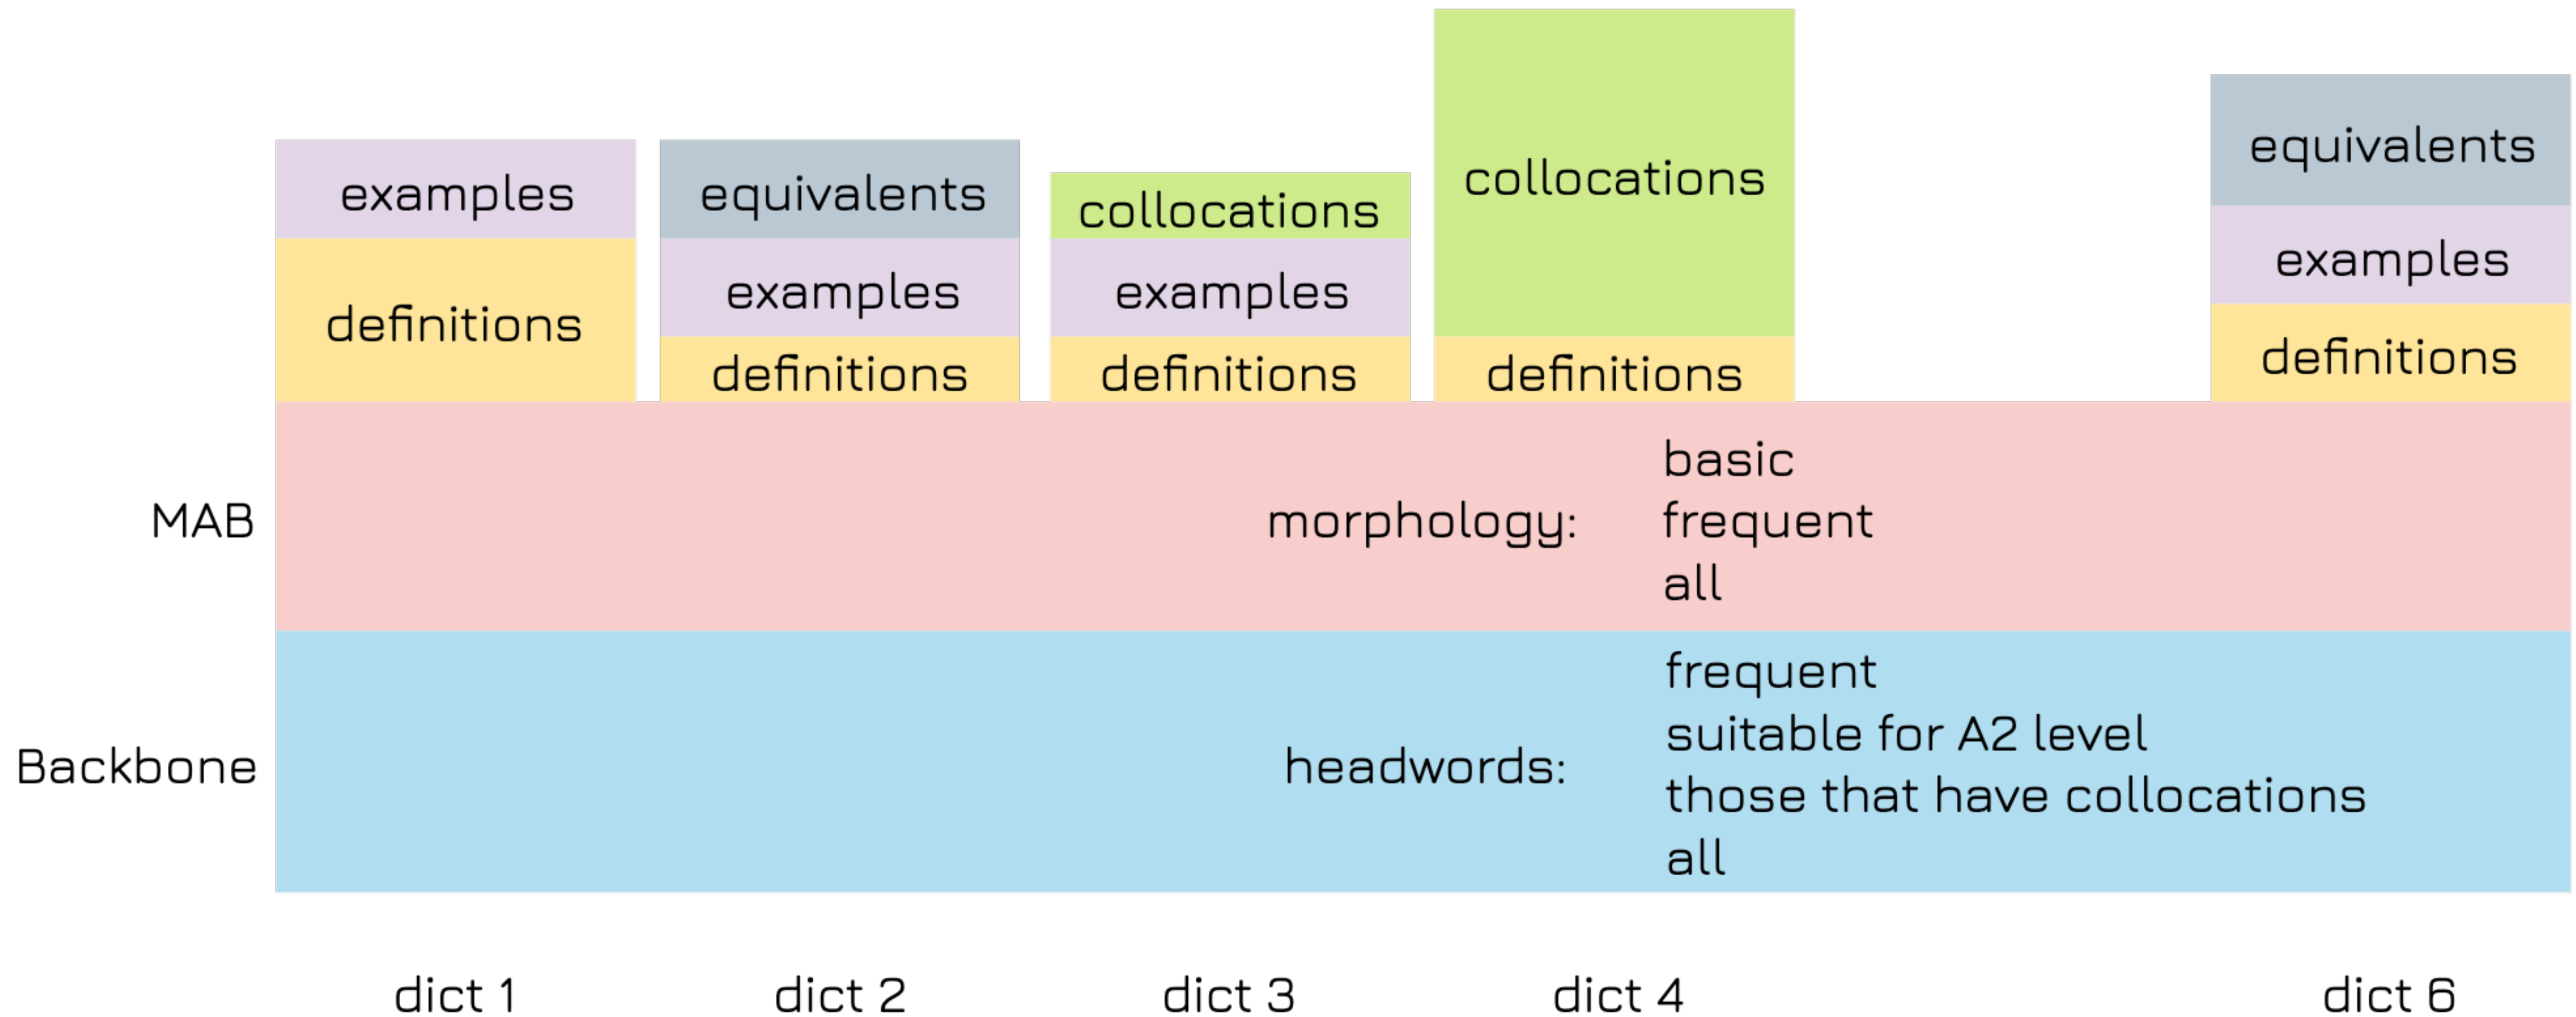 examples
definitions
equivalents
examples
definitions
collocations
examples
definitions
collocations
definitions
equivalents
examples
definitions
MAB
morphology:
basic
frequent
all
Backbone
headwords:
frequent
suitable for A2 level
those that have collocations
all
dict 1
dict 2
dict 3
dict 4
dict 6